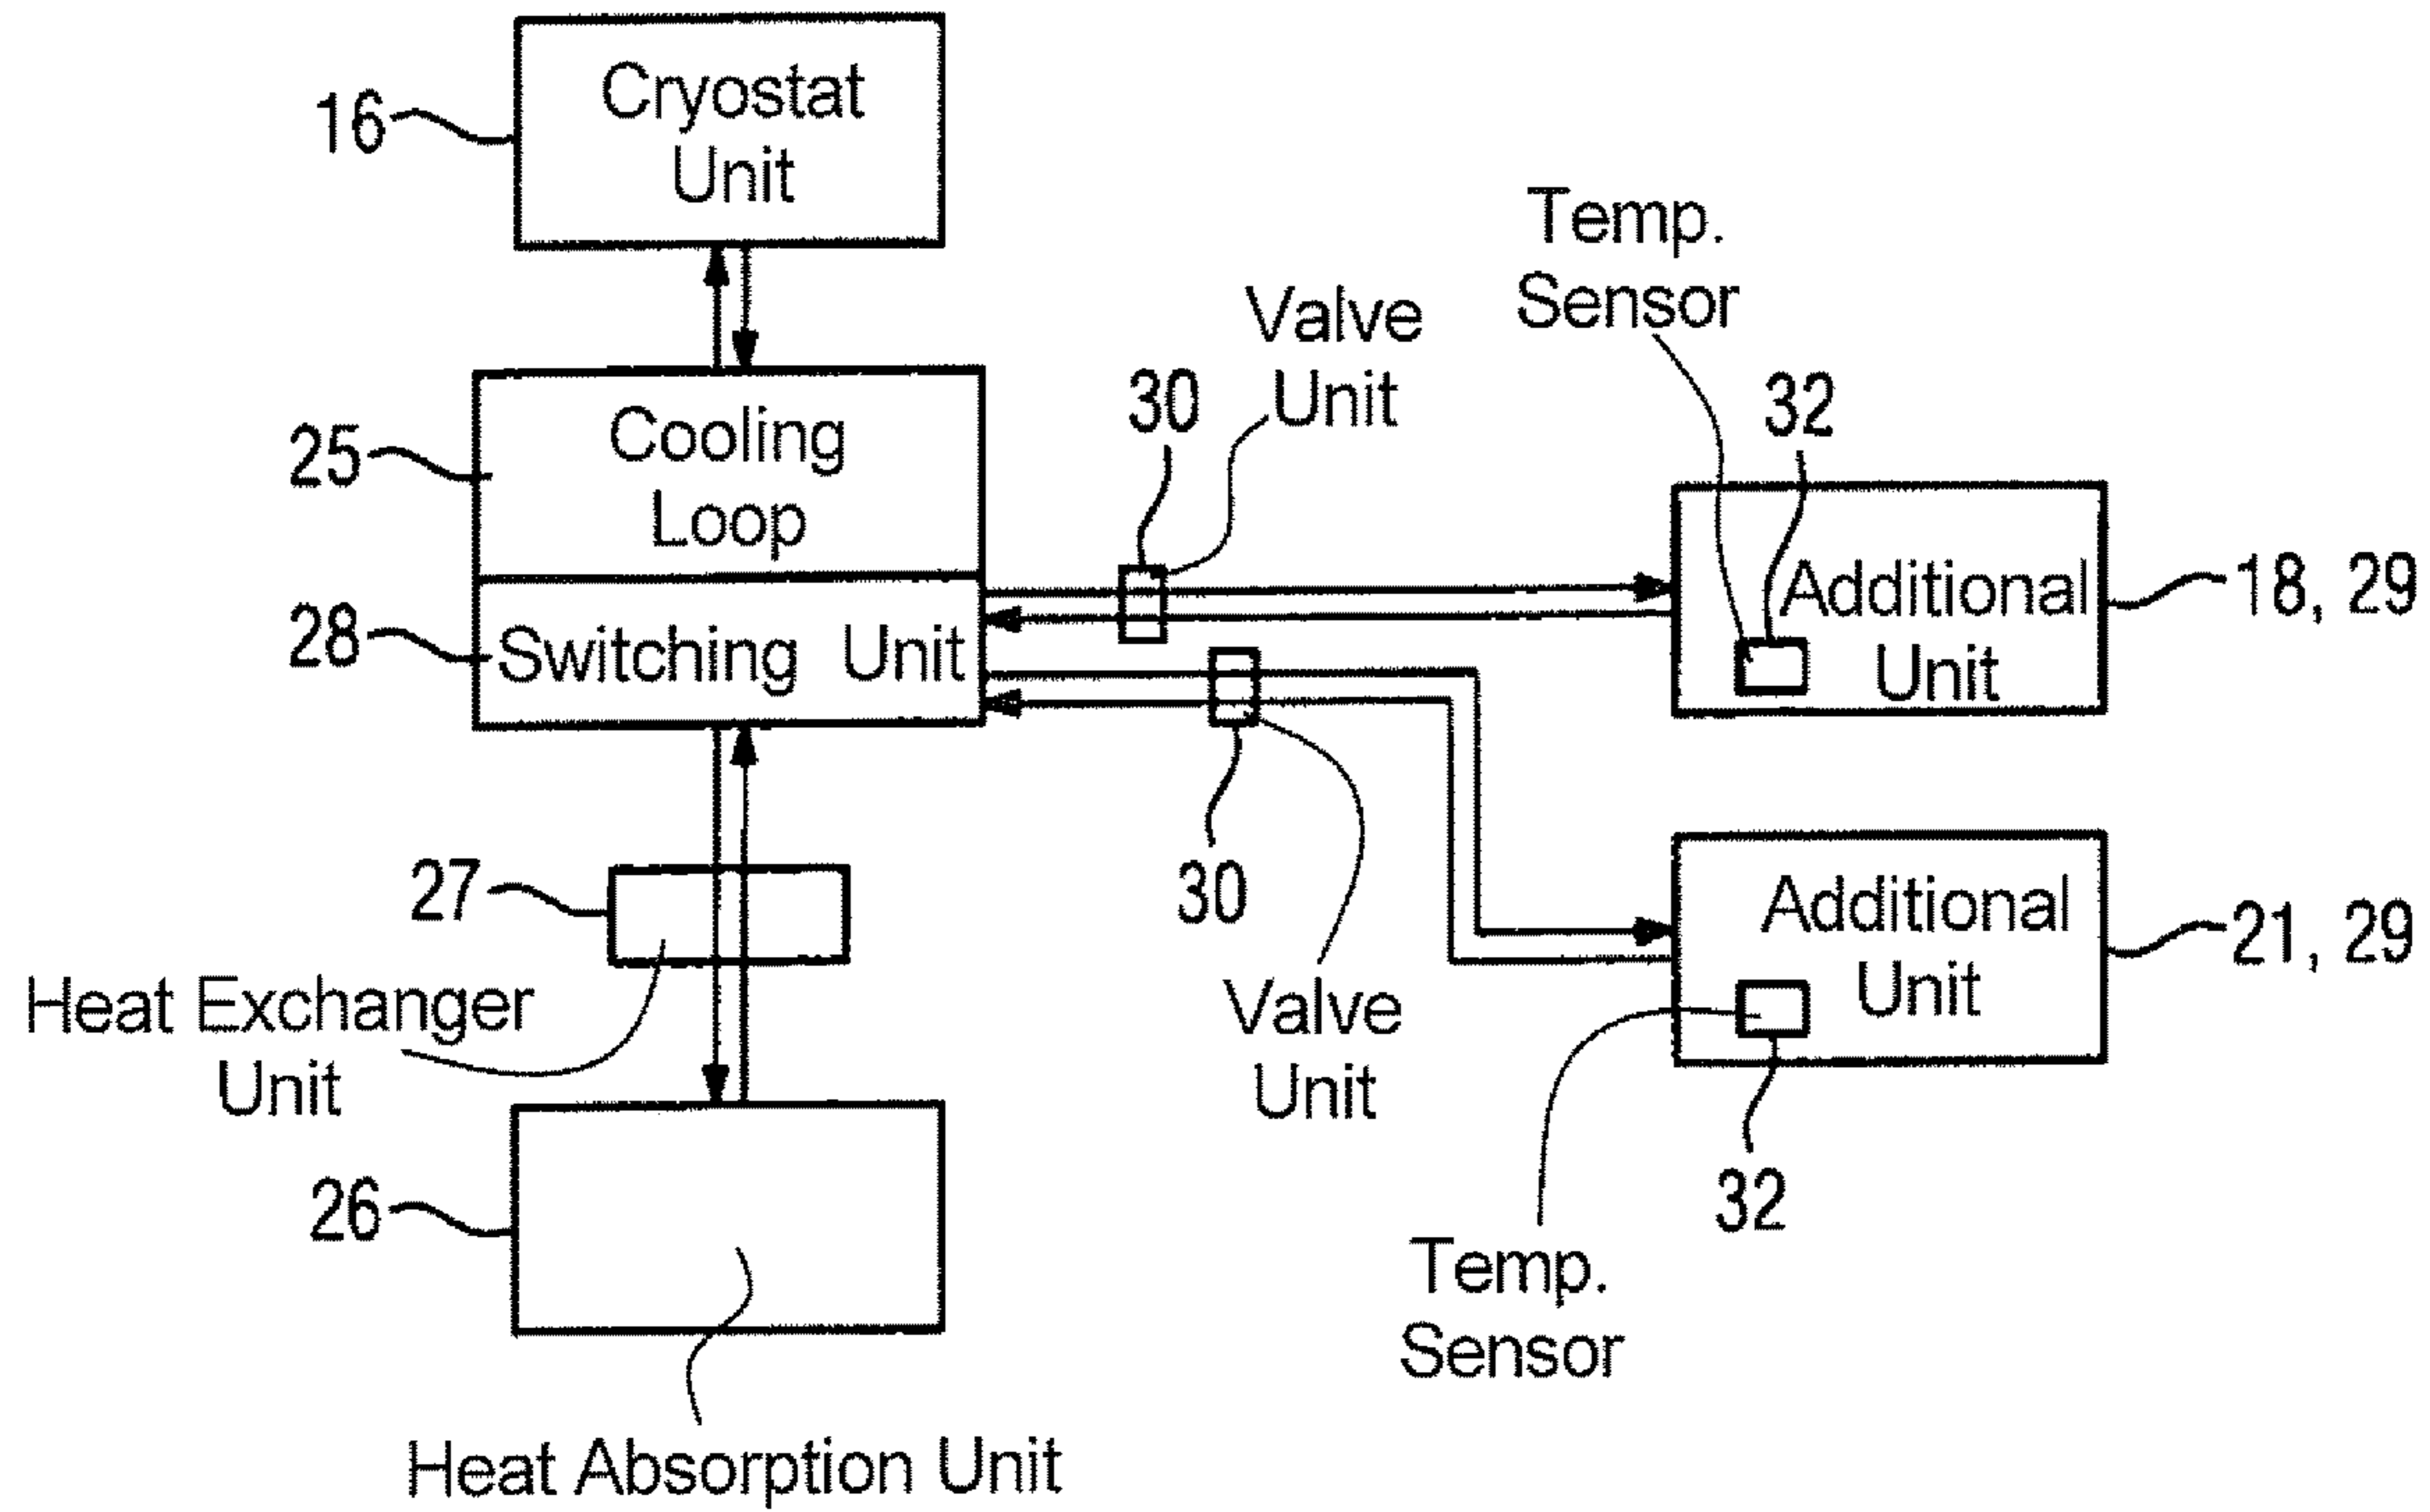 Cryostat
Unit
16
Temp.
Sensor
Valve
Unit
30
32
25
Cooling
Loop
28
Switching Unit
Additional
Unit
18, 29
27
30
Additional
Unit
21, 29
Heat Exchanger
Unit
Valve
Unit
26
32
Temp.
Sensor
Heat Absorption Unit